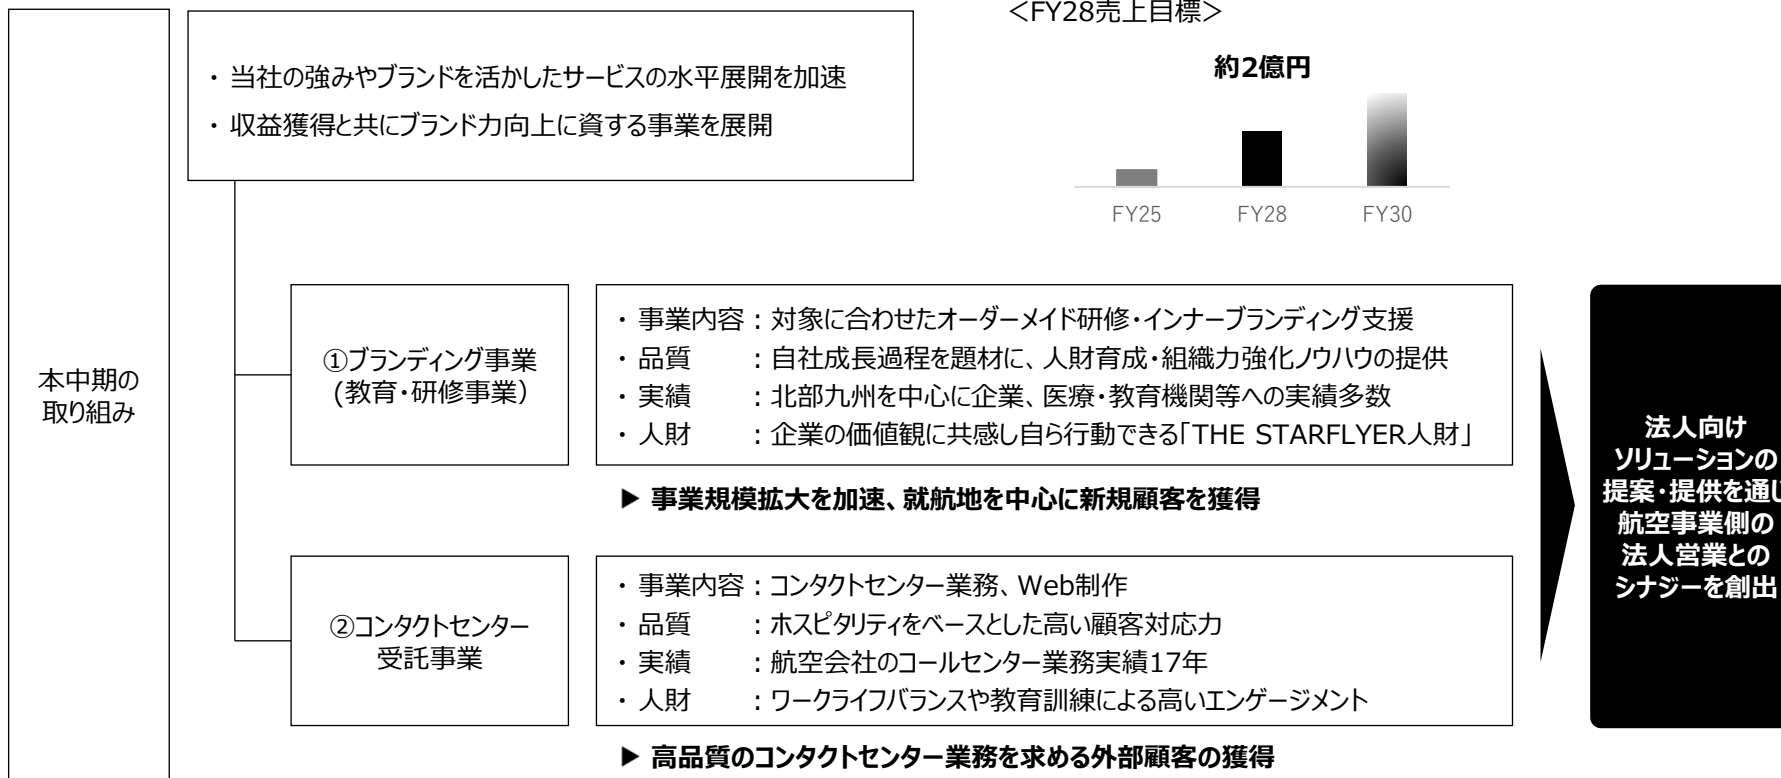 ＜FY28売上目標＞
・ 当社の強みやブランドを活かしたサービスの水平展開を加速
・ 収益獲得と共にブランド力向上に資する事業を展開
約2億円
FY25 FY28 FY30
本中期の
取り組み
①ブランディング事業
(教育・研修事業)
・ 事業内容：対象に合わせたオーダーメイド研修・インナーブランディング支援
・ 品質　　：自社成長過程を題材に、人財育成・組織力強化ノウハウの提供
・ 実績　　：北部九州を中心に企業、医療・教育機関等への実績多数
・ 人財　　：企業の価値観に共感し自ら行動できる「THE STARFLYER人財」
▶ 事業規模拡大を加速、就航地を中心に新規顧客を獲得
②コンタクトセンター
受託事業
・ 事業内容：コンタクトセンター業務、Web制作
・ 品質　　：ホスピタリティをベースとした高い顧客対応力
・ 実績　　：航空会社のコールセンター業務実績17年
・ 人財　　：ワークライフバランスや教育訓練による高いエンゲージメント
▶ 高品質のコンタクトセンター業務を求める外部顧客の獲得
法人向け
ソリューションの
提案・提供を通じ
航空事業側の
法人営業との
シナジーを創出